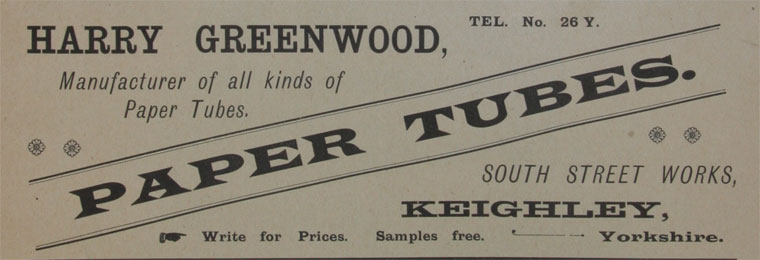 HARRY GREENWOOD,
TEL. No. 26 Y.
Manufacturer of all kinds of
Paper Tubes.
PAPER TUBES.
SOUTH STREET WORKS,
KEIGHLEY,
Write for Prices. Samples free. Yorkshire.